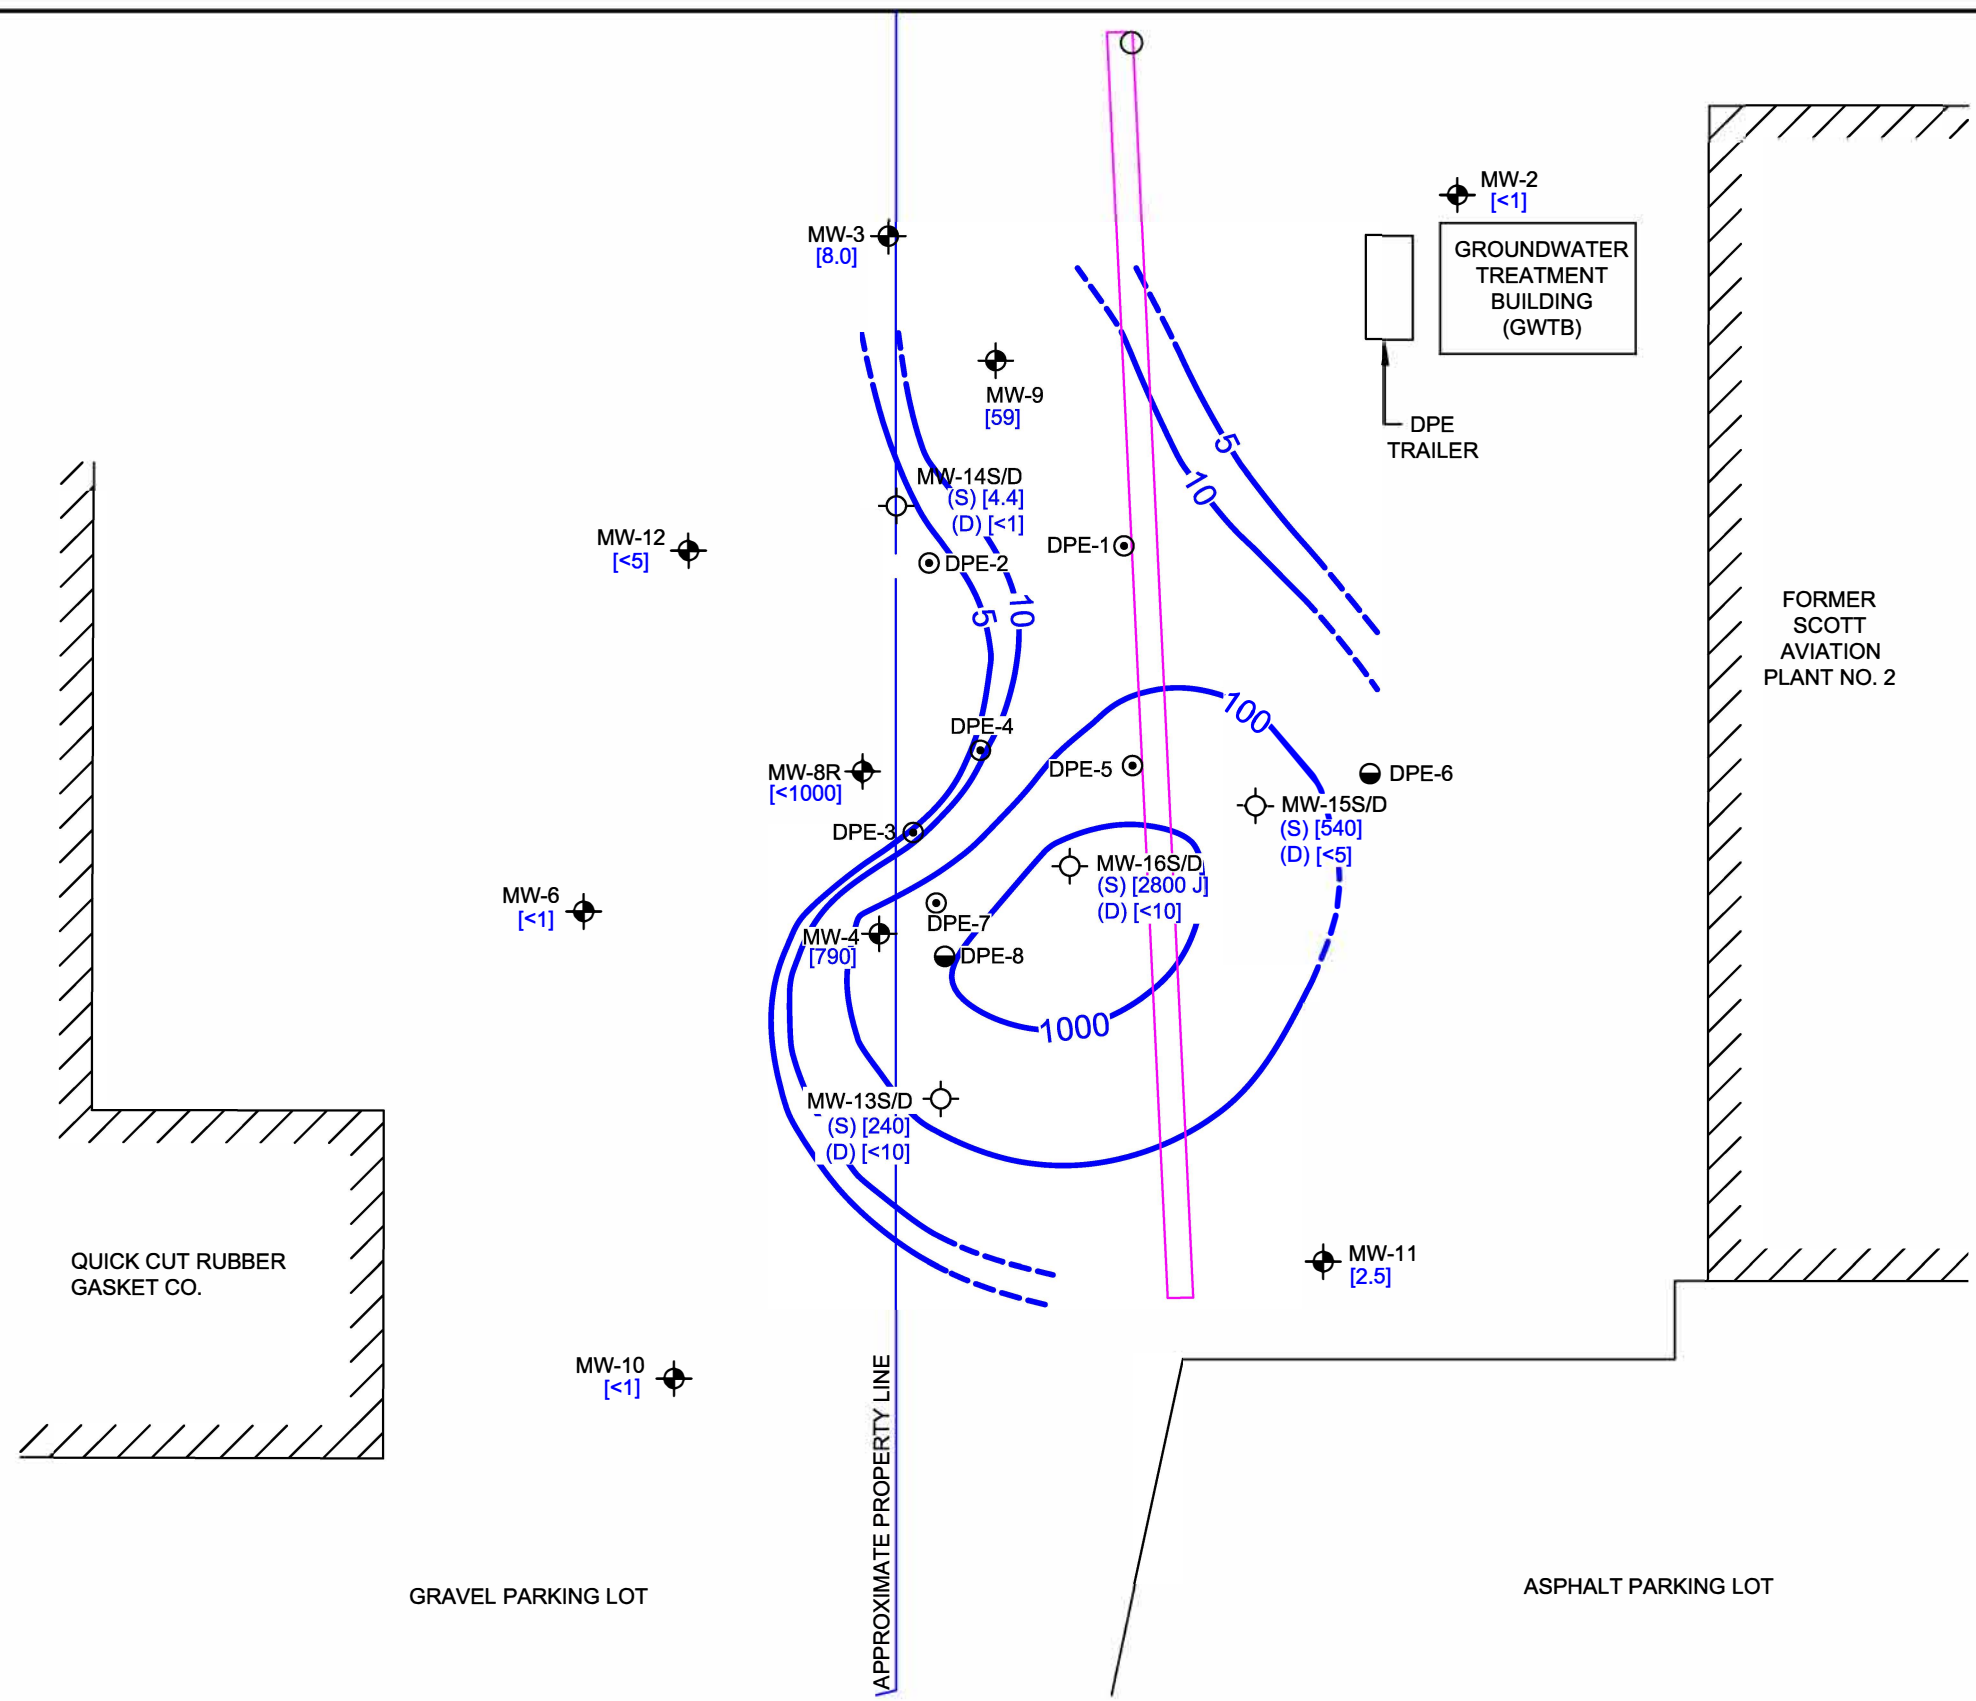 MW-2
[<1]
MW-3
[8.0]
GROUNDWATER
TREATMENT
BUILDING
(GWTB)
MW-9
[59]
DPE
TRAILER
5
10
MW-14S/D
(S) [4.4]
(D) [<1]
MW-12
[<5]
DPE-1
DPE-2
5
10
FORMER
SCOTT
AVIATION
PLANT NO. 2
100
DPE-4
MW-8R
[<1000]
DPE-5
DPE-6
MW-15S/D
(S) [540]
(D) [<5]
DPE-3
MW-16S/D
(S) [2800 J]
(D) [<10]
MW-6
[<1]
DPE-7
MW-4
[790]
DPE-8
1000
MW-13S/D
(S) [240]
(D) [<10]
QUICK CUT RUBBER
GASKET CO.
MW-11
[2.5]
MW-10
[<1]
APPROXIMATE PROPERTY LINE
GRAVEL PARKING LOT
ASPHALT PARKING LOT